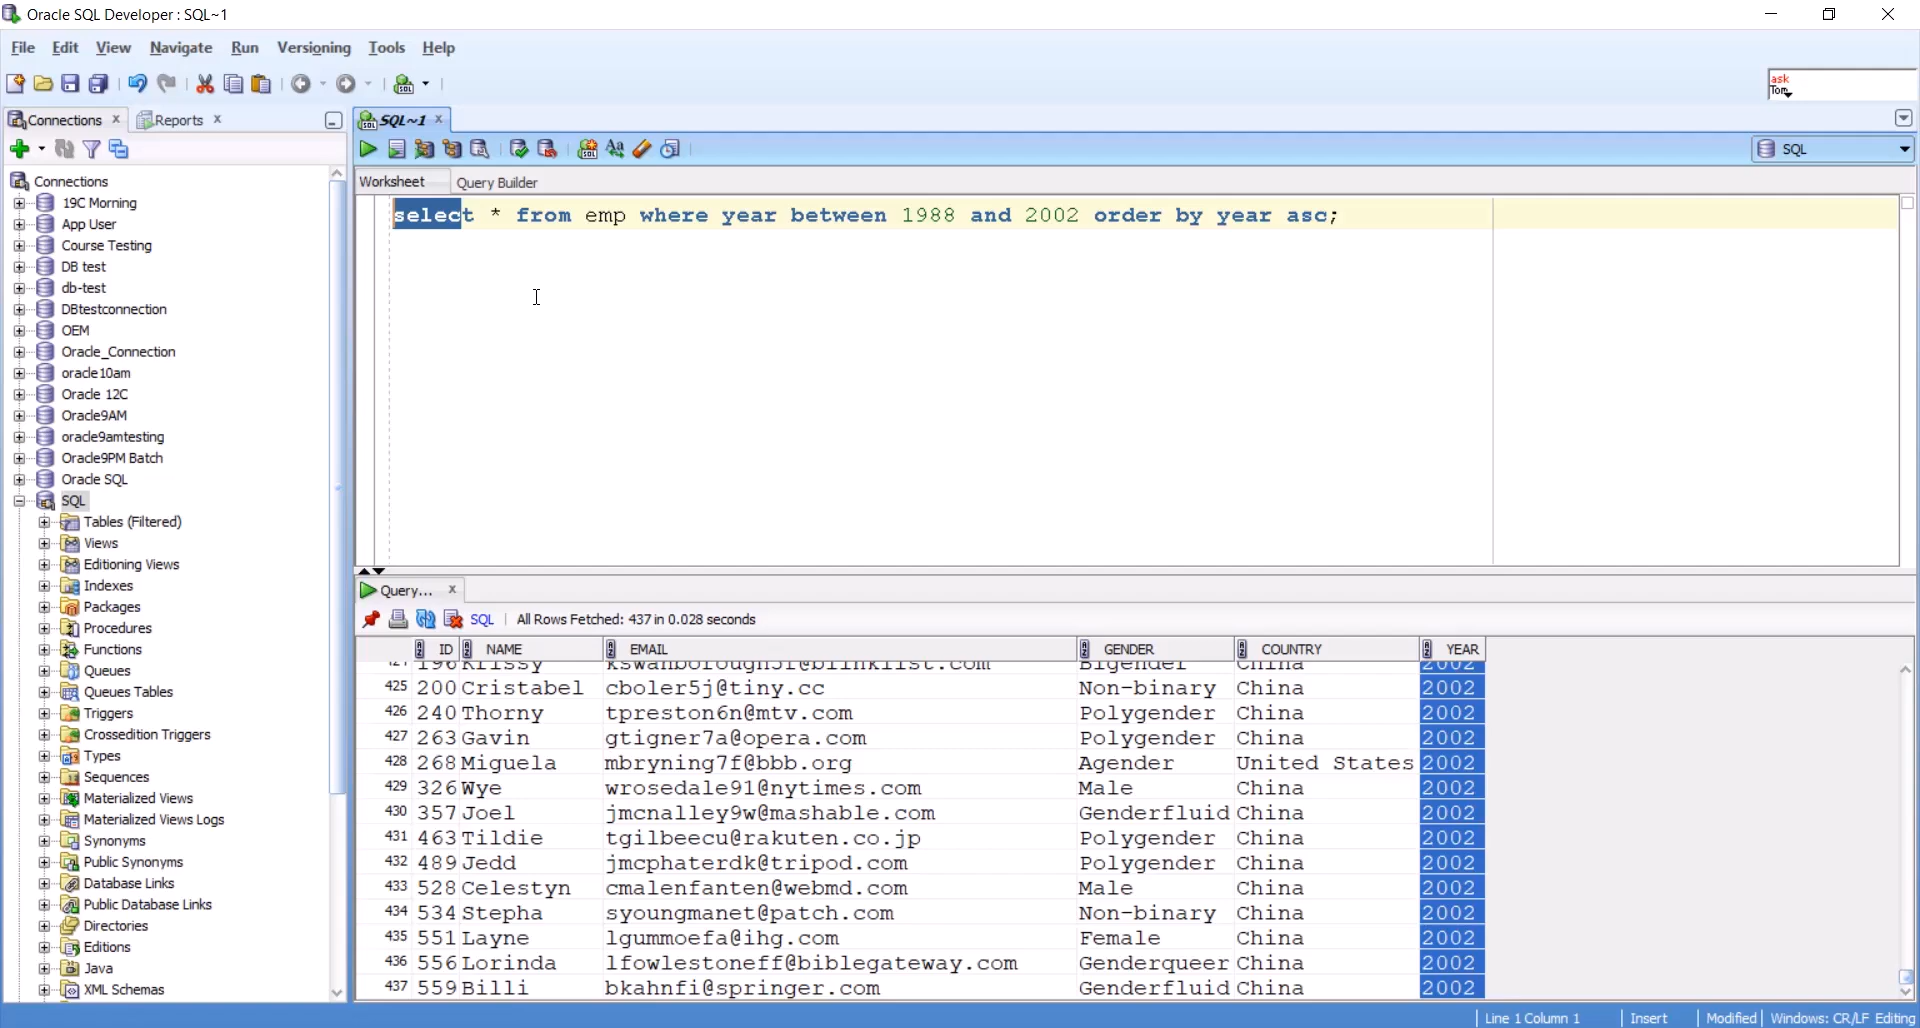 Oracle SQL Developer : SQL~1
File Edit View Navigate Run Versioning Tools Help
ask
Tom
Connections Reports
SQL~1
SQL
Worksheet Query Builder
select * from emp where year between 1988 and 2002 order by year asc;
Connections
19C Morning
App User
Course Testing
DB test
db-test
DBtestconnection
OEM
Oracle_Connection
oracle10am
Oracle 12C
Oracle9AM
oracle9amtesting
Oracle9PM Batch
Oracle SQL
SQL
Tables (Filtered)
Views
Editioning Views
Indexes
Packages
Procedures
Functions
Queues
Queues Tables
Triggers
Crossedition Triggers
Types
Sequences
Materialized Views
Materialized Views Logs
Synonyms
Public Synonyms
Database Links
Public Database Links
Directories
Editions
Java
XML Schemas
Query...
SQL All Rows Fetched: 437 in 0.028 seconds
ID NAME EMAIL GENDER COUNTRY YEAR
196 Krissy Bigender China 2002
425 200 Cristabel cboler5j@tiny.cc Non-binary China 2002
426 240 Thorny tpreston6n@mtv.com Polygender China 2002
427 263 Gavin gtigner7a@opera.com Polygender China 2002
428 268 Miguela mbryning7f@bbb.org Agender United States 2002
429 326 Wye wrosedale91@nytimes.com Male China 2002
430 357 Joel jmcnalley9w@mashable.com Genderfluid China 2002
431 463 Tildie tgilbeecu@rakuten.co.jp Polygender China 2002
432 489 Jedd jmcphaterdk@tripod.com Polygender China 2002
433 528 Celestyn cmalenfanten@webmd.com Male China 2002
434 534 Stepha syoungmanet@patch.com Non-binary China 2002
435 551 Layne lgummoefa@ihg.com Female China 2002
436 556 Lorinda lfowlestoneff@biblegateway.com Genderqueer China 2002
437 559 Billi bkahnfi@springer.com Genderfluid China 2002
Line 1 Column 1 Insert Modified Windows: CR/LF Editing